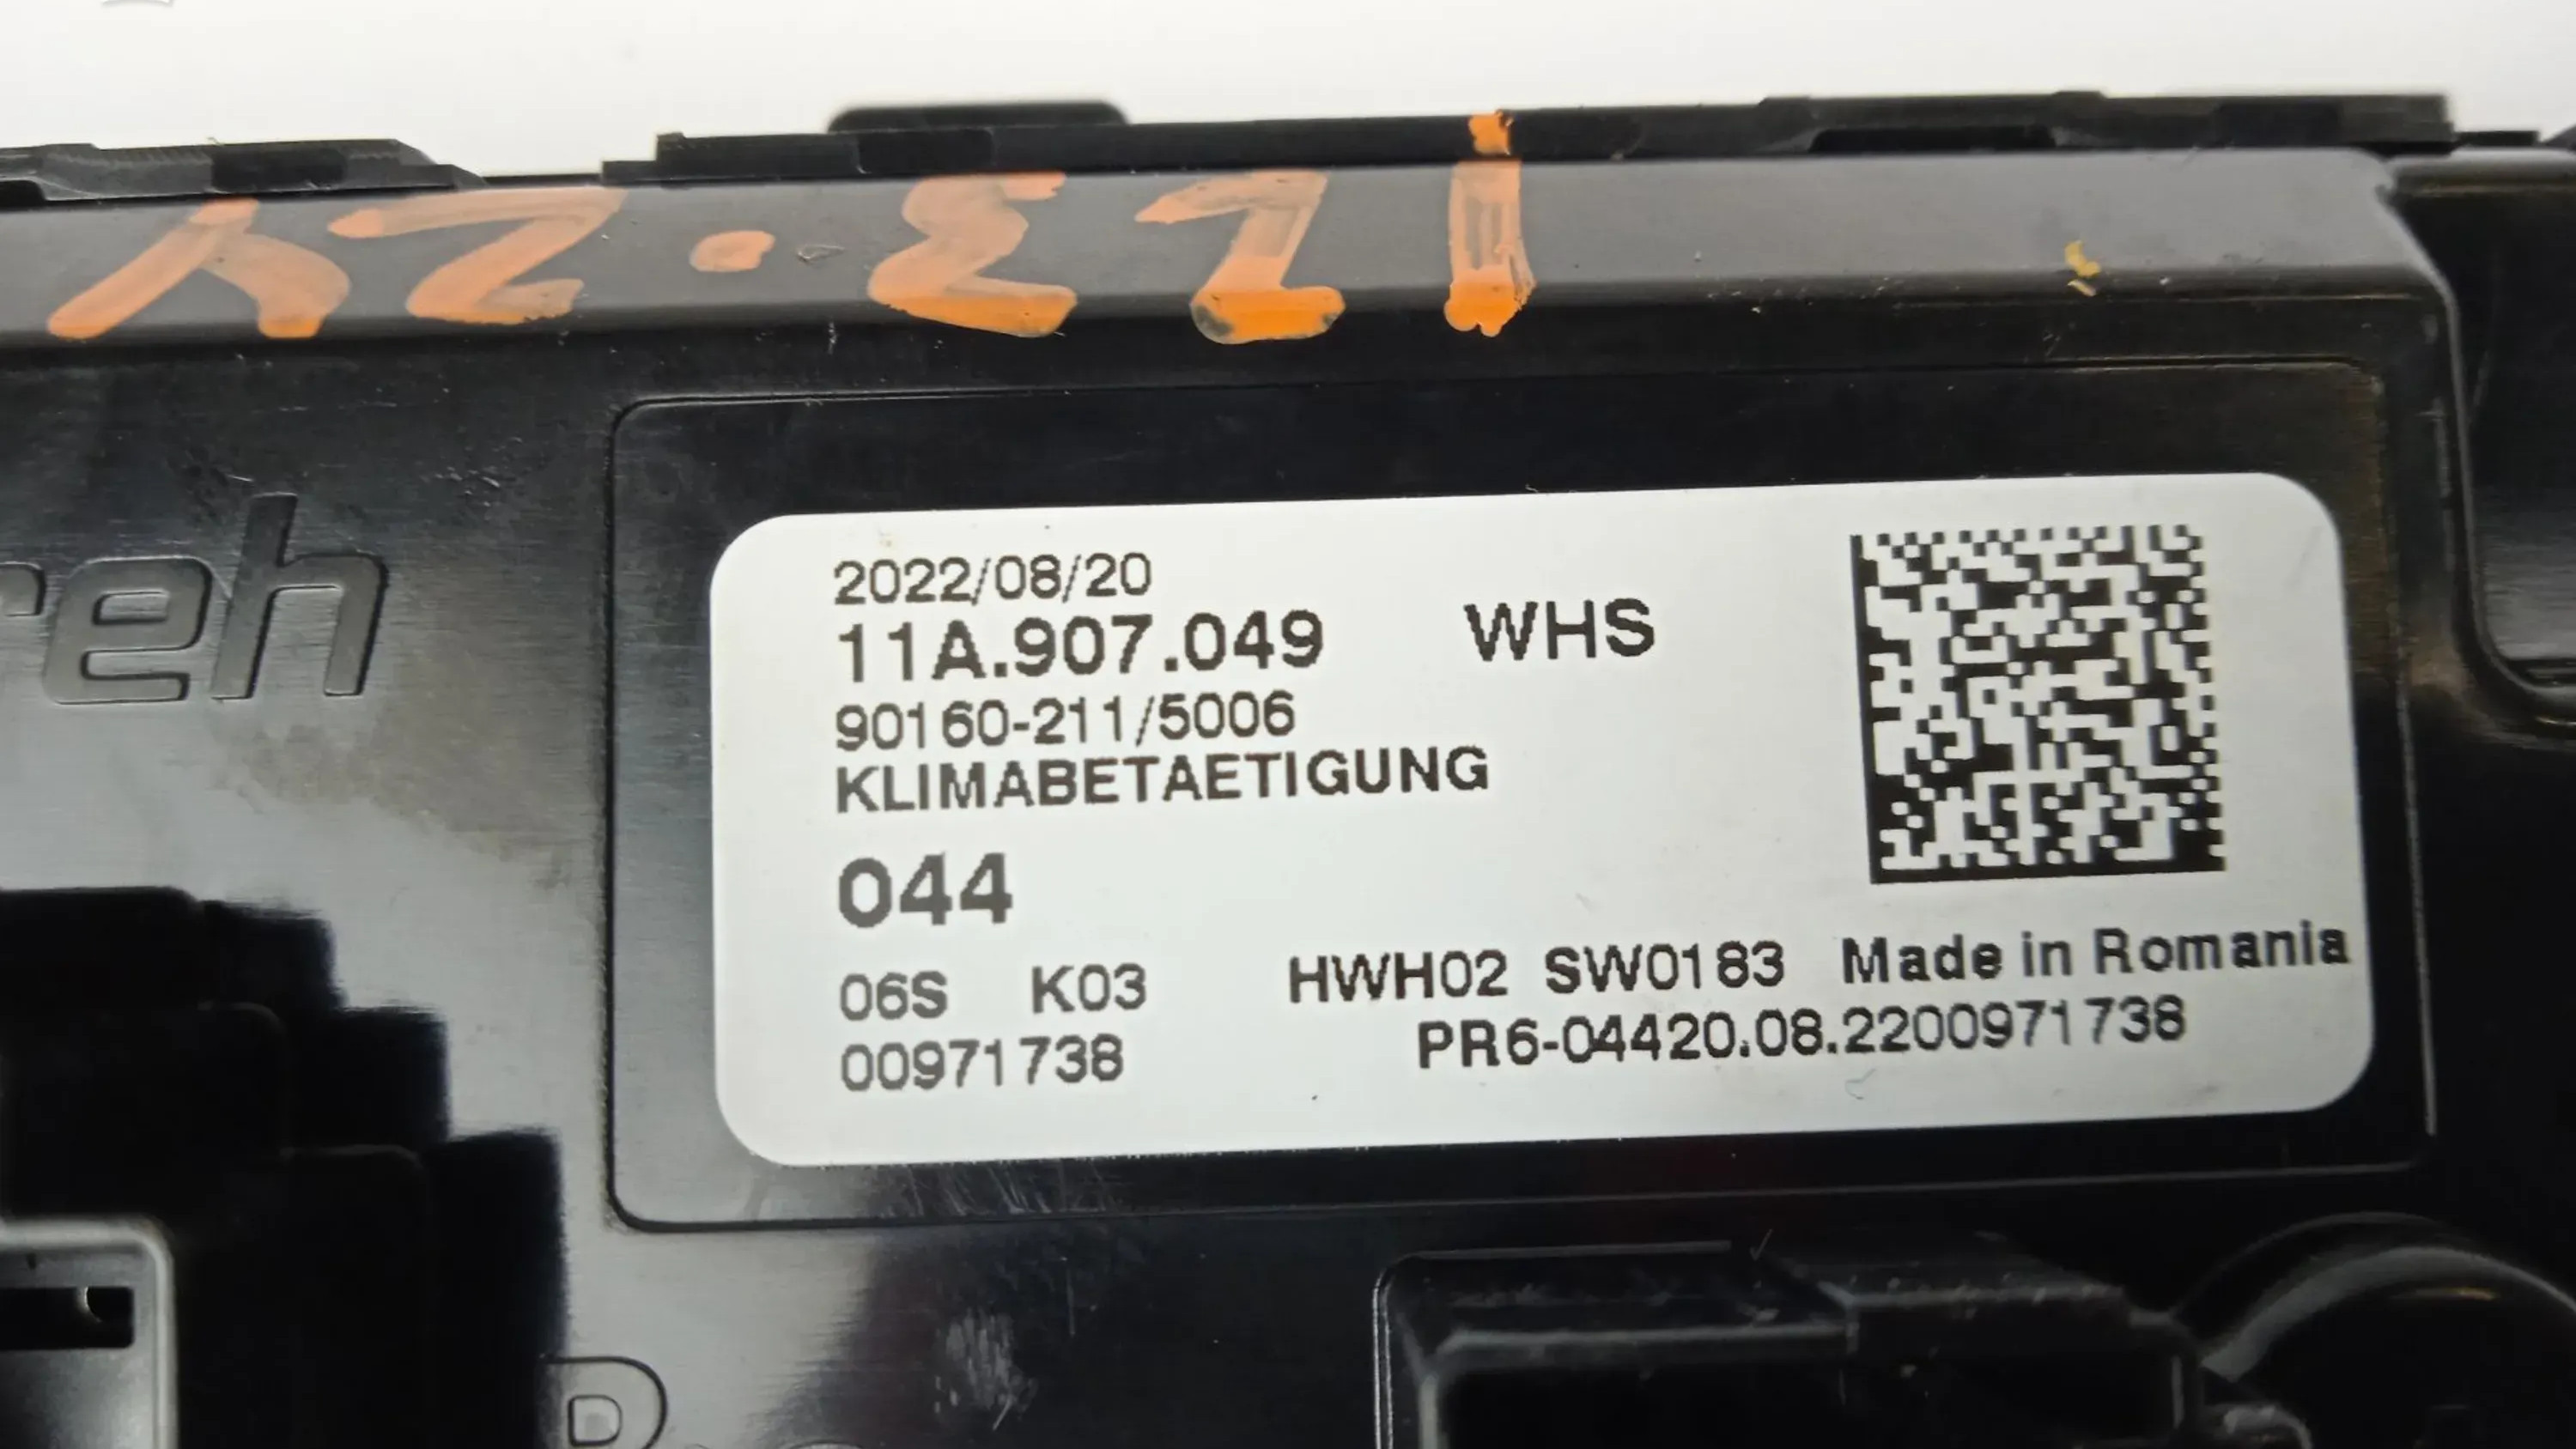 reh
2022/08/20
11A.907.049 WHS
90160-211/5006
KLIMABETAETIGUNG
044
06S K03 HWH02 SW0183 Made in Romania
00971738 PR6-04420.08.2200971738
D